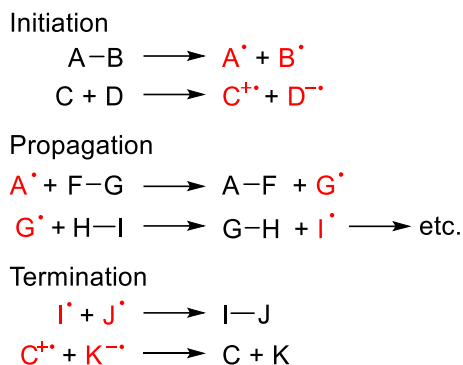 Initiation
A–B ⟶ A• + B•
C + D ⟶ C+• + D–•
Propagation
A• + F–G ⟶ A–F + G•
G• + H–I ⟶ G–H + I• ⟶ etc.
Termination
I• + J• ⟶ I–J
C+• + K–• ⟶ C + K